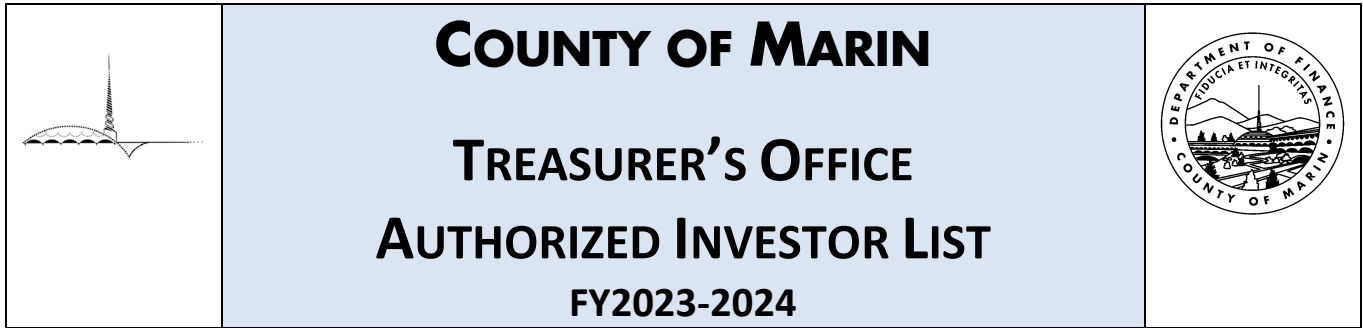 COUNTY OF MARIN
TREASURER'S OFFICE
AUTHORIZED INVESTOR LIST
FY2023-2024
DEPARTMENT OF FINANCE
FIDUCIA ET INTEGRITAS
• COUNTY OF MARIN •